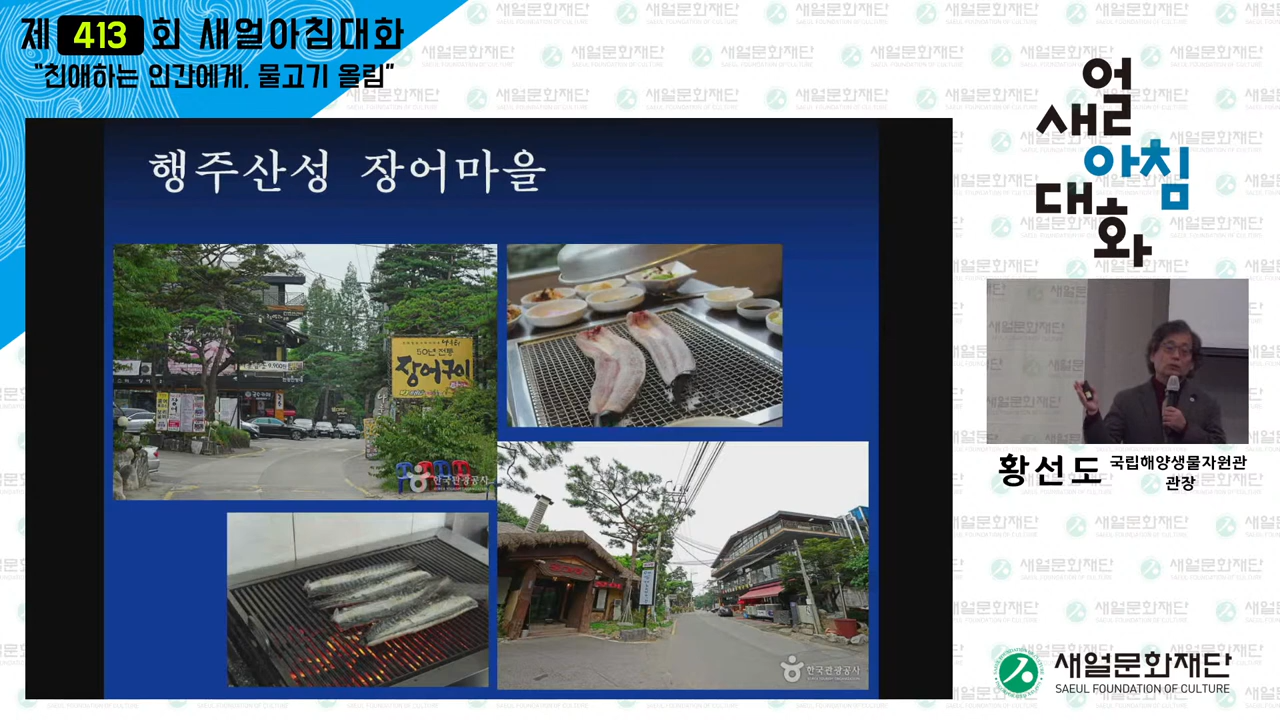 제 413 회 새얼아침대화
"친애하는 인간에게, 물고기 올림"
행주산성 장어마을
50년 전통
장어구이
한국관광공사
한국관광공사
새얼
아침
대화
황선도 국립해양생물자원관
관장
새얼문화재단
SAEUL FOUNDATION OF CULTURE